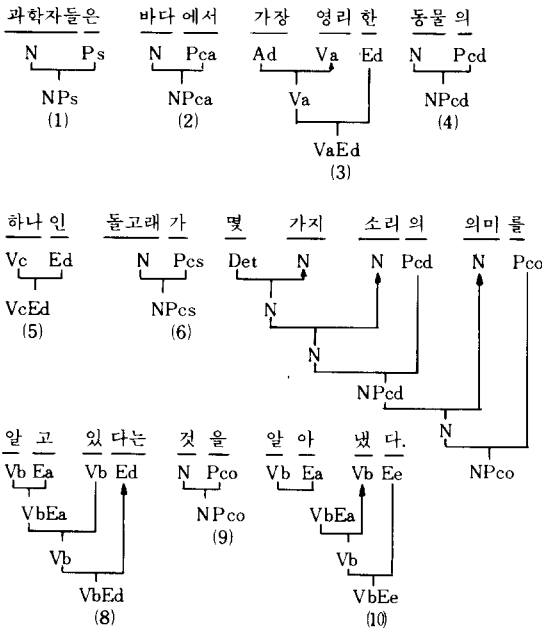 과학자들은 바다 에서 가장 영리 한 동물 의
N Ps N Pca Ad Va Ed N Pcd
NPs NPca Va NPcd
(1) (2) (4)
VaEd
(3)
하나 인 돌고래 가 몇 가지 소리 의 의미 를
Vc Ed N Pcs Det N N Pcd N Pco
VcEd NPcs N
(5) (6)
N
NPcd
N
NPco
알 고 있 다는 것 을 알 아 냈 다.
Vb Ea Vb Ed N Pco Vb Ea Vb Ee
VbEa NPco VbEa
(9)
Vb Vb
VbEd VbEe
(8) (10)